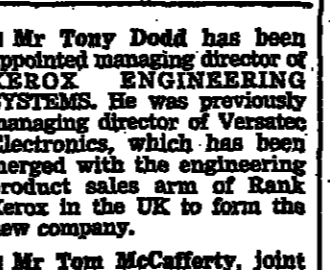 ■ Mr Tony Dodd has been
ppointed managing director of
XEROX ENGINEERING
SYSTEMS. He was previously
managing director of Versatec
Electronics, which has been
merged with the engineering
product sales arm of Rank
Xerox in the UK to form the
new company.
■ Mr Tom McCafferty, joint